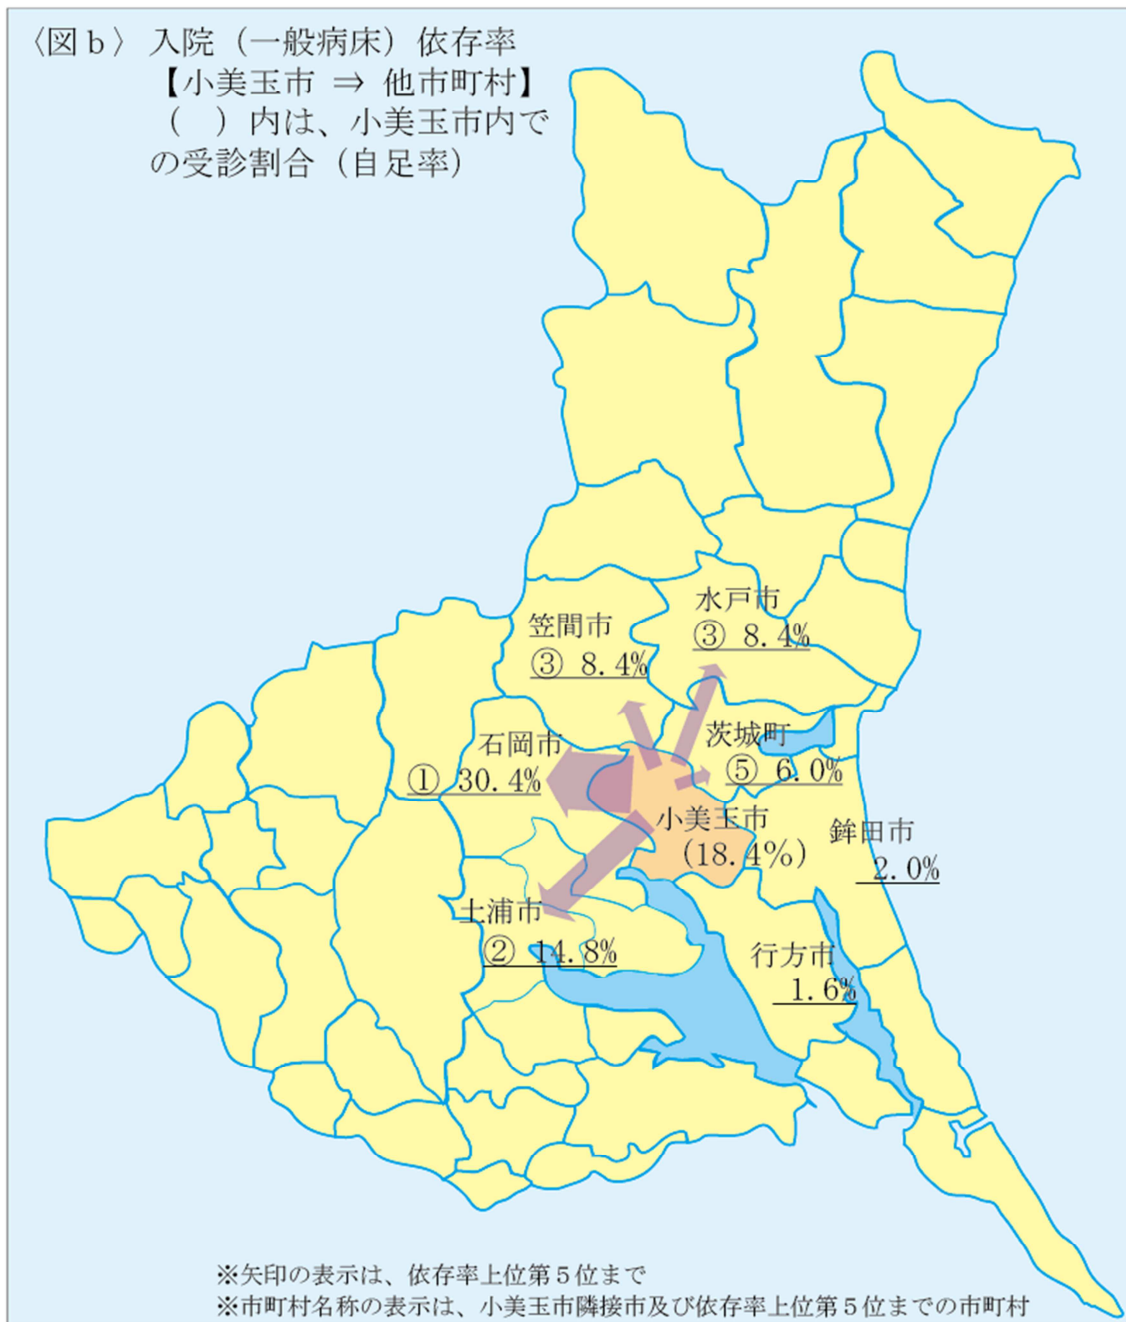 〈図ｂ〉入院（一般病床）依存率
【小美玉市 ⇒ 他市町村】
（　）内は、小美玉市内で
の受診割合（自足率）
水戸市
③ 8.4%
笠間市
③ 8.4%
石岡市
① 30.4%
茨城町
⑤ 6.0%
小美玉市
（18.4%）
鉾田市
2.0%
土浦市
② 14.8%
行方市
1.6%
※矢印の表示は、依存率上位第５位まで
※市町村名称の表示は、小美玉市隣接市及び依存率上位第５位までの市町村